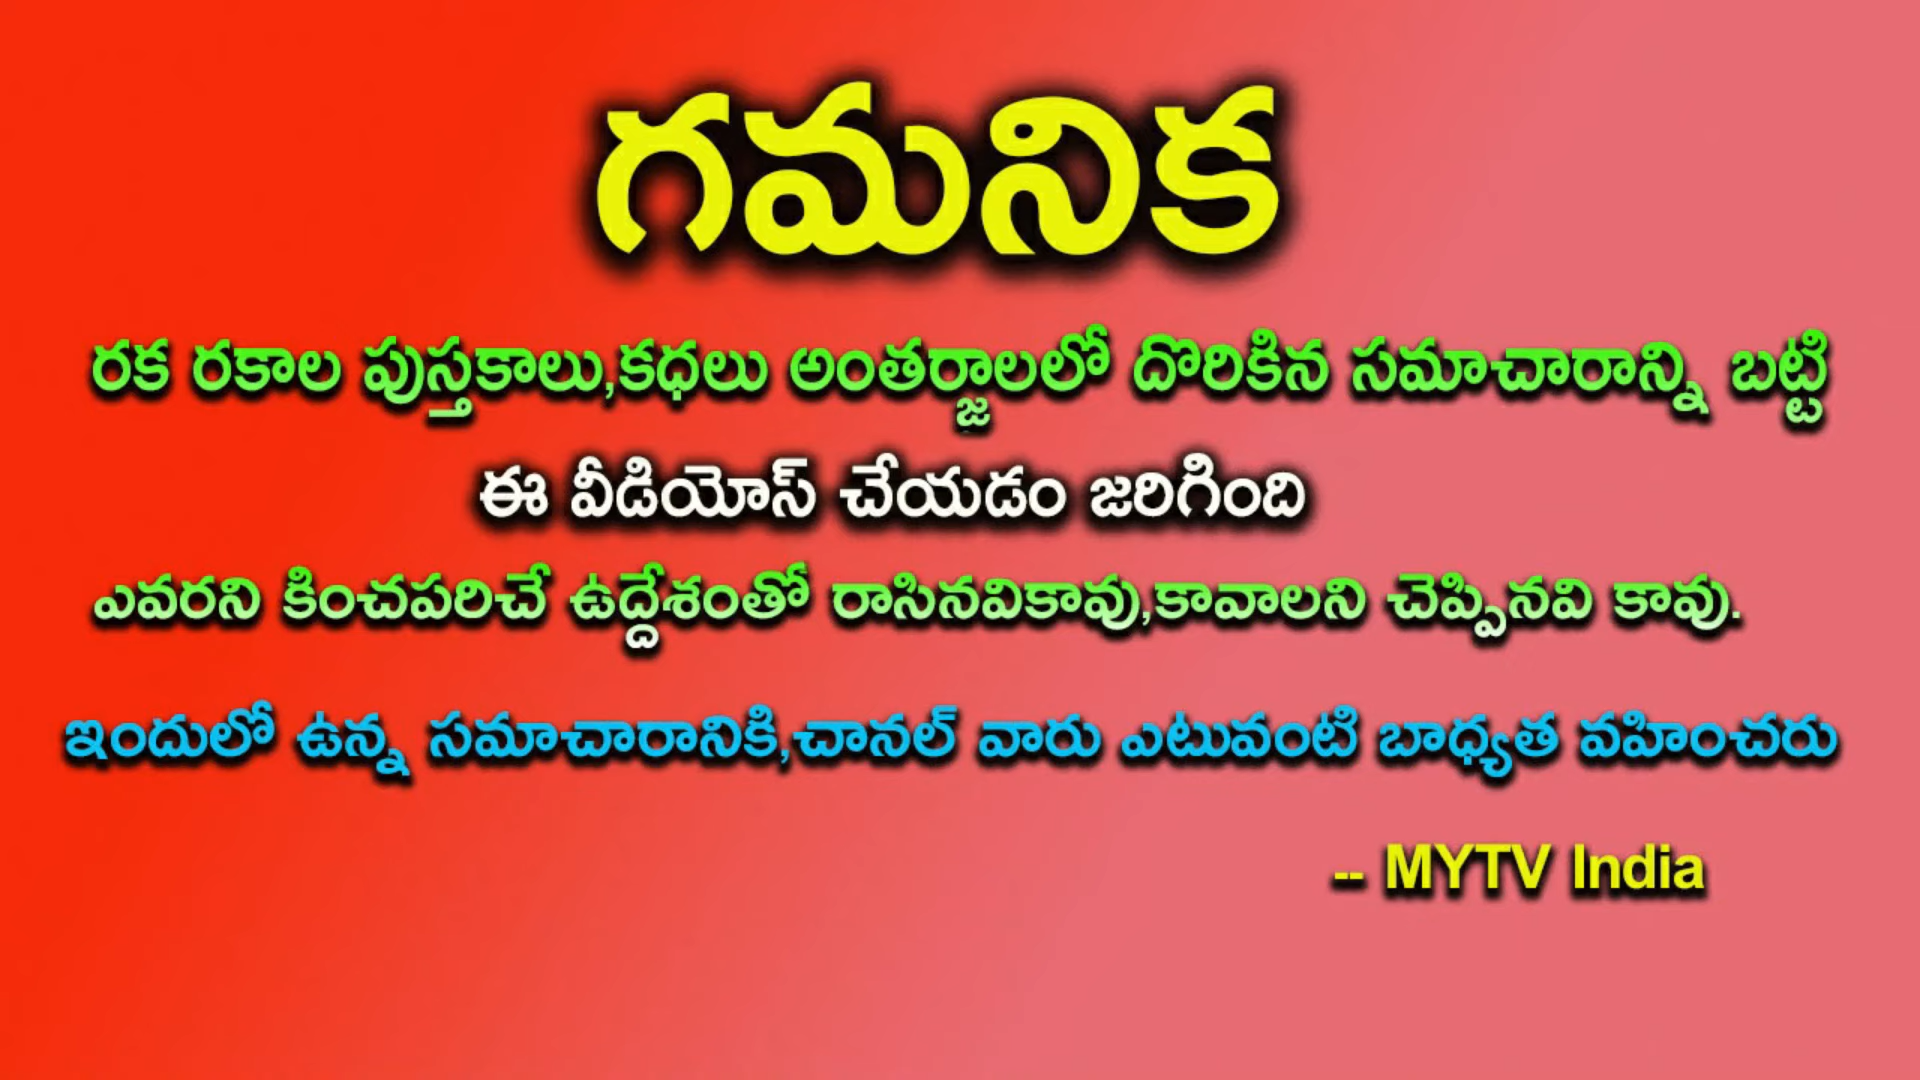 గమనిక
రక రకాల పుస్తకాలు,కధలు అంతర్జాలలో దొరికిన సమాచారాన్ని బట్టి
ఈ వీడియోస్ చేయడం జరిగింది
ఎవరని కించపరిచే ఉద్దేశంతో రాసినవికావు,కావాలని చెప్పినవి కావు.
ఇందులో ఉన్న సమాచారానికి,చానల్ వారు ఎటువంటి బాధ్యత వహించరు
-- MYTV India